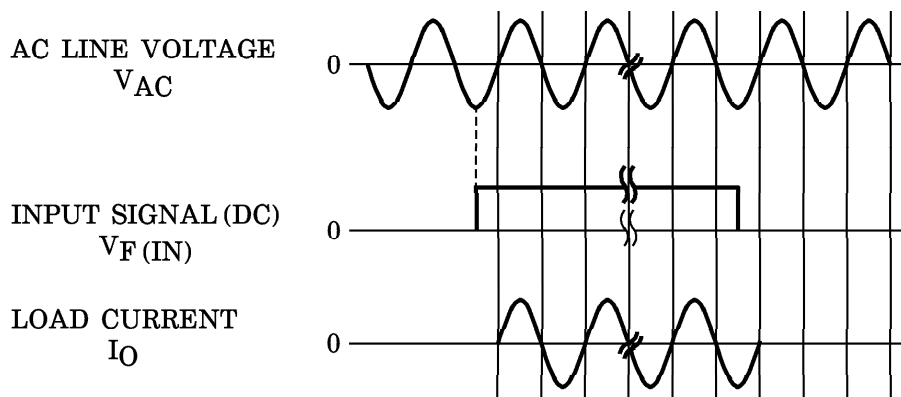 AC LINE VOLTAGE
VAC
0
INPUT SIGNAL (DC)
VF (IN)
0
LOAD CURRENT
IO
0